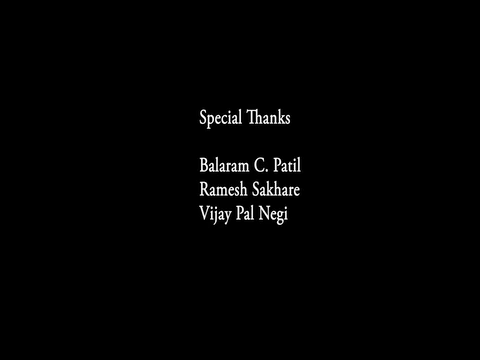 Special Thanks
Balaram C. Patil
Ramesh Sakhare
Vijay Pal Negi